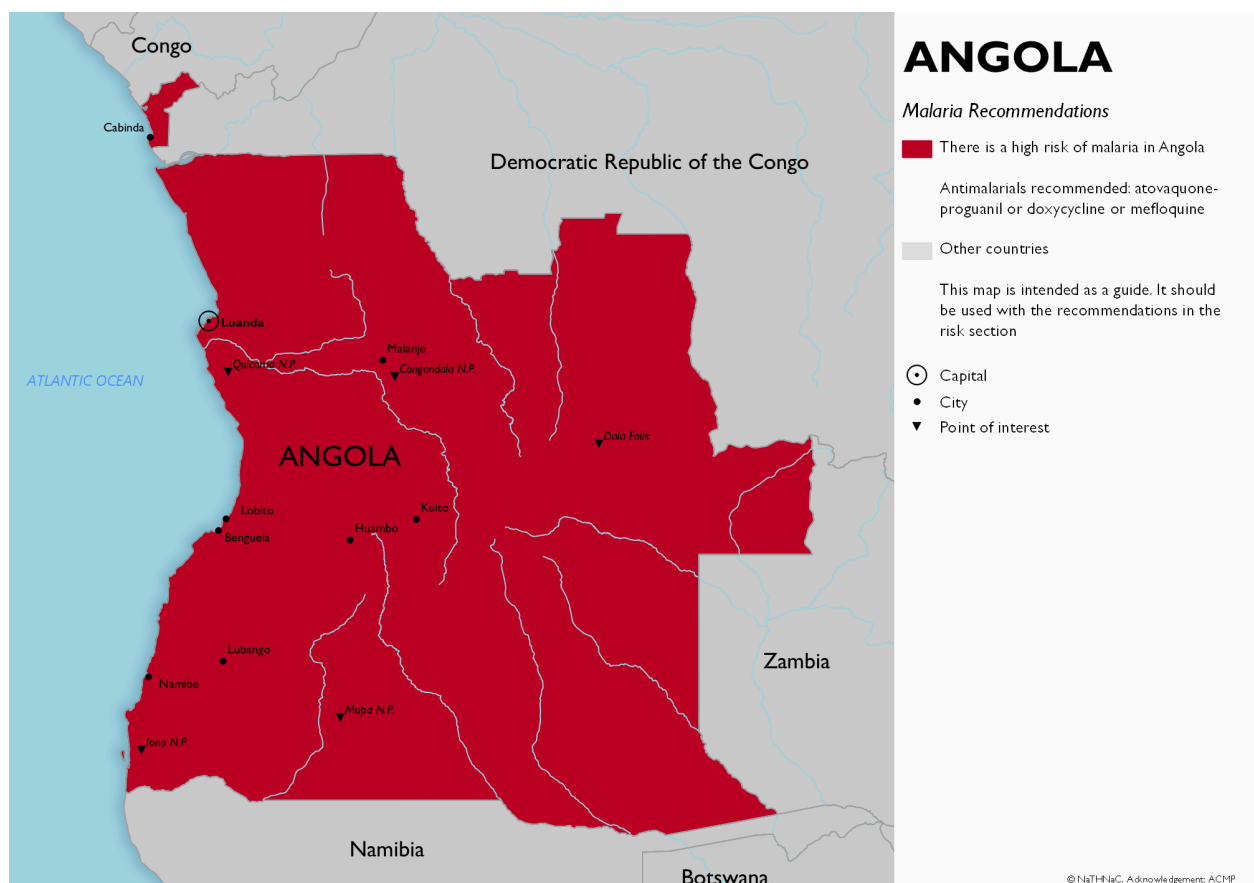 Congo
Cabinda
Democratic Republic of the Congo
Luanda
Malanje
Quicama N.P.
Cangandala N.P.
ATLANTIC OCEAN
Dala Falls
ANGOLA
Lobito
Kuito
Benguela
Huambo
Lubango
Zambia
Namibe
Mupa N.P.
Iona N.P.
Namibia
Botswana
ANGOLA
Malaria Recommendations
There is a high risk of malaria in Angola
Antimalarials recommended: atovaquone-
proguanil or doxycycline or mefloquine
Other countries
This map is intended as a guide. It should
be used with the recommendations in the
risk section
Capital
City
Point of interest
© NaTHNaC. Acknowledgement: ACMP